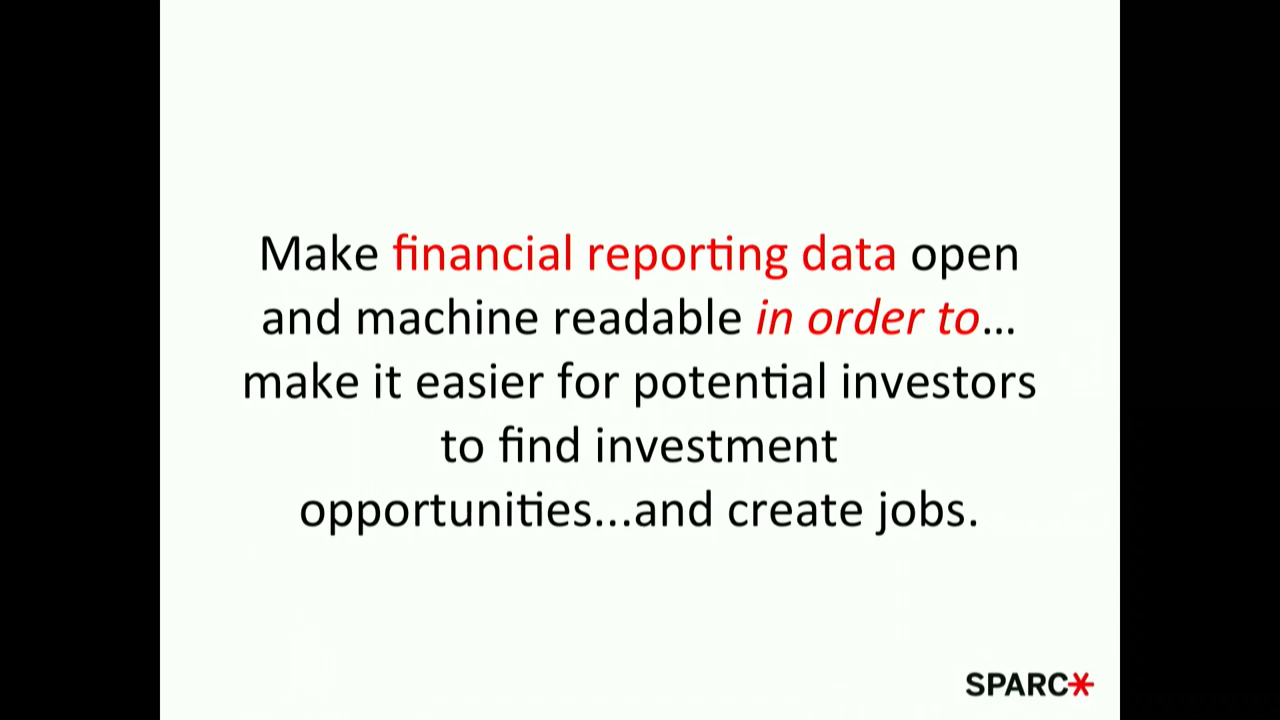 Make financial reporting data open
and machine readable in order to...
make it easier for potential investors
to find investment
opportunities...and create jobs.
SPARC*